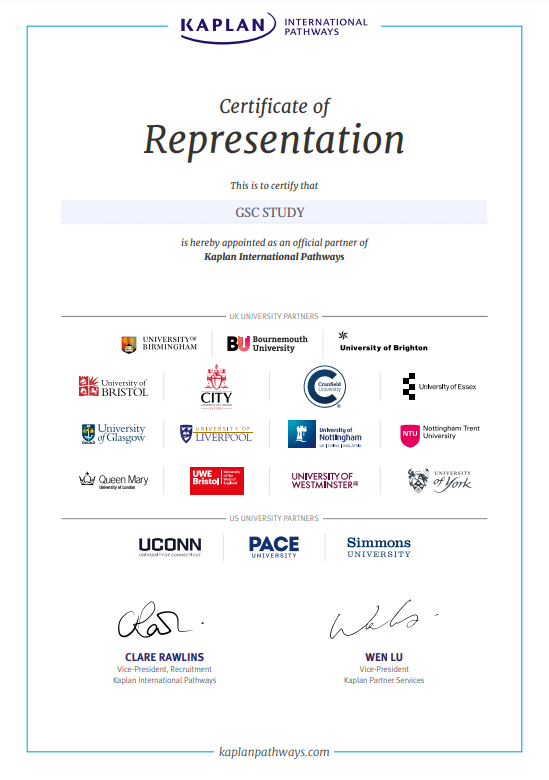 KAPLAN INTERNATIONAL
PATHWAYS
Certificate of
Representation
This is to certify that
GSC STUDY
is hereby appointed as an official partner of
Kaplan International Pathways
UK UNIVERSITY PARTNERS
UNIVERSITY OF
BIRMINGHAM
BU Bournemouth
University
University of Brighton
University of
BRISTOL
CITY
Cranfield
University
University of Essex
University
of Glasgow
UNIVERSITY OF
LIVERPOOL
University of
Nottingham
UK | CHINA | MALAYSIA
NTU Nottingham Trent
University
Queen Mary
University of London
UWE
Bristol
University
of the
West of
England
UNIVERSITY OF
WESTMINSTER
UNIVERSITY
of York
US UNIVERSITY PARTNERS
UCONN
UNIVERSITY OF CONNECTICUT
PACE
UNIVERSITY
Simmons
UNIVERSITY
CLARE RAWLINS
Vice-President, Recruitment
Kaplan International Pathways
WEN LU
Vice-President
Kaplan Partner Services
kaplanpathways.com